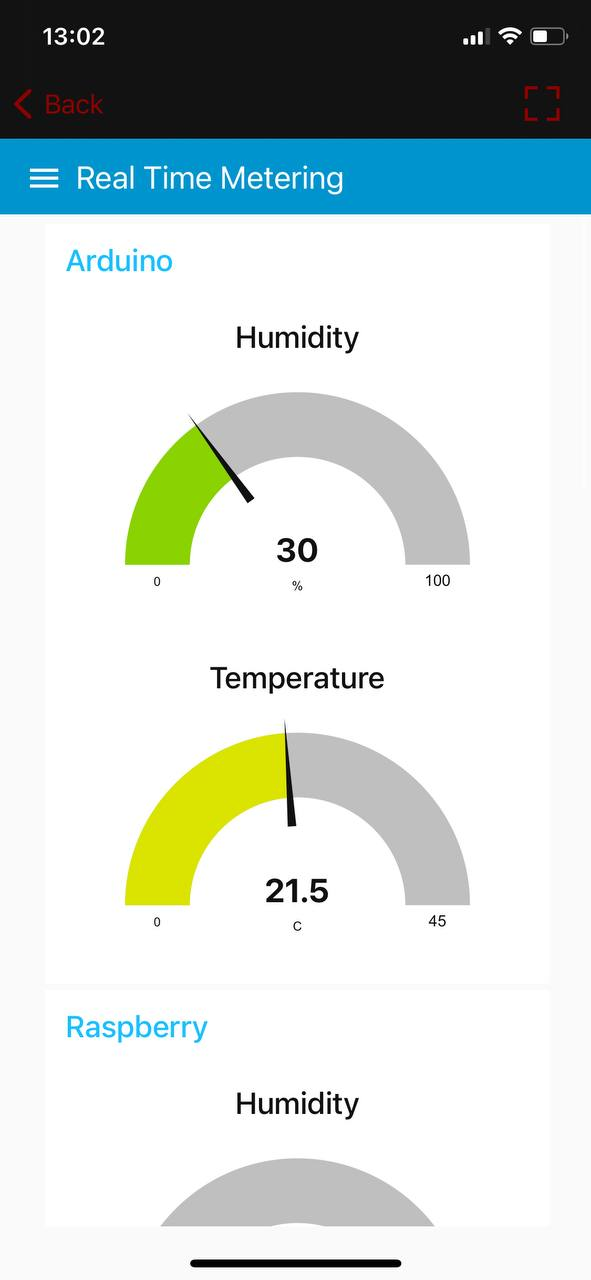 13:02
Back
Real Time Metering
Arduino
Humidity
30
%
0
100
Temperature
21.5
C
0
45
Raspberry
Humidity